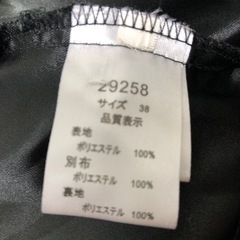 29258
サイズ 38
品質表示
表地
ポリエステル 100%
別布
ポリエステル 100%
裏地
ポリエステル 100%